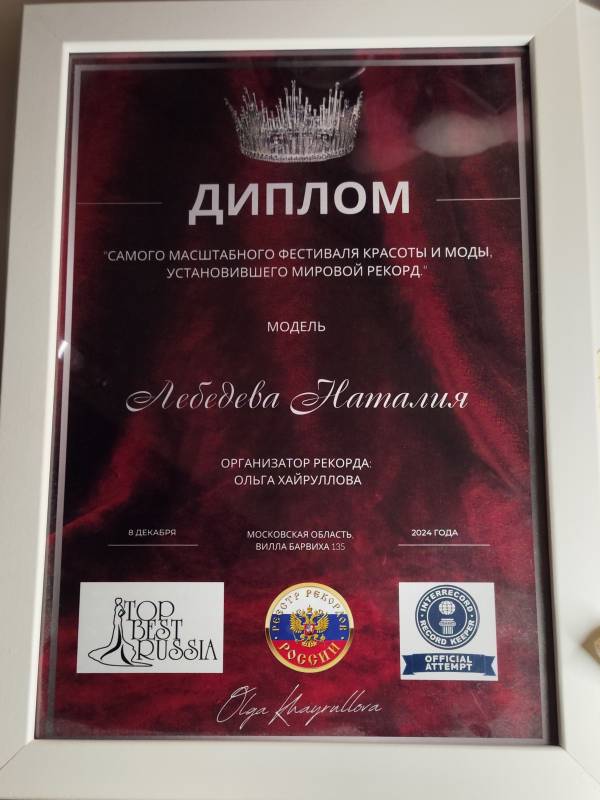 ДИПЛОМ
"САМОГО МАСШТАБНОГО ФЕСТИВАЛЯ КРАСОТЫ И МОДЫ,
УСТАНОВИВШЕГО МИРОВОЙ РЕКОРД."
МОДЕЛЬ
Лебедева Наталия
ОРГАНИЗАТОР РЕКОРДА:
ОЛЬГА ХАЙРУЛЛОВА
8 ДЕКАБРЯ
МОСКОВСКАЯ ОБЛАСТЬ,
ВИЛЛА БАРВИХА 135
2024 ГОДА
TOP
BEST
RUSSIA
РЕЕСТР РЕКОРДОВ
РОССИИ
INTERRECORD
RECORD KEEPER
OFFICIAL
ATTEMPT
Olga Khayrullova